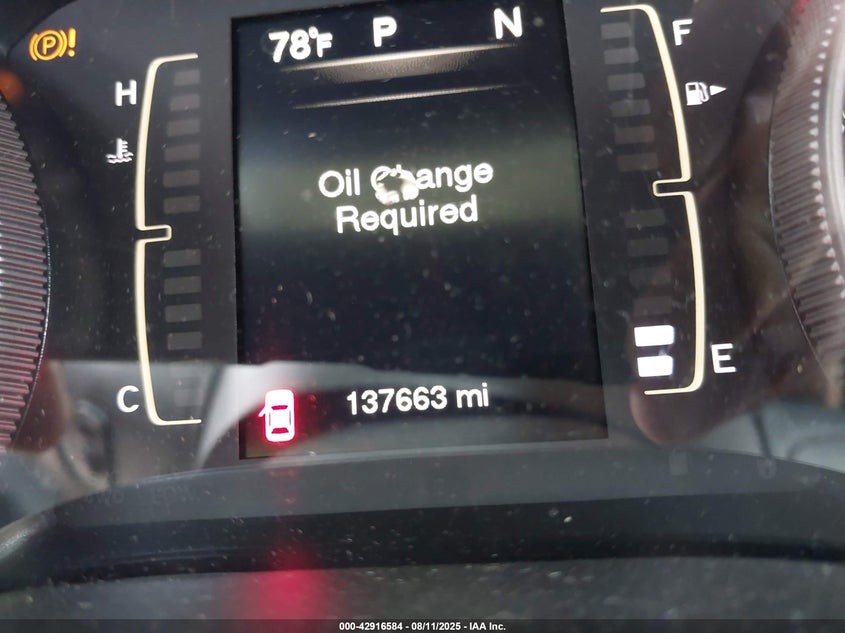 78°F P N
(P)!
H
F
Oil Change
Required
C
E
137663 mi
000-42916584 - 08/11/2025 - IAA Inc.